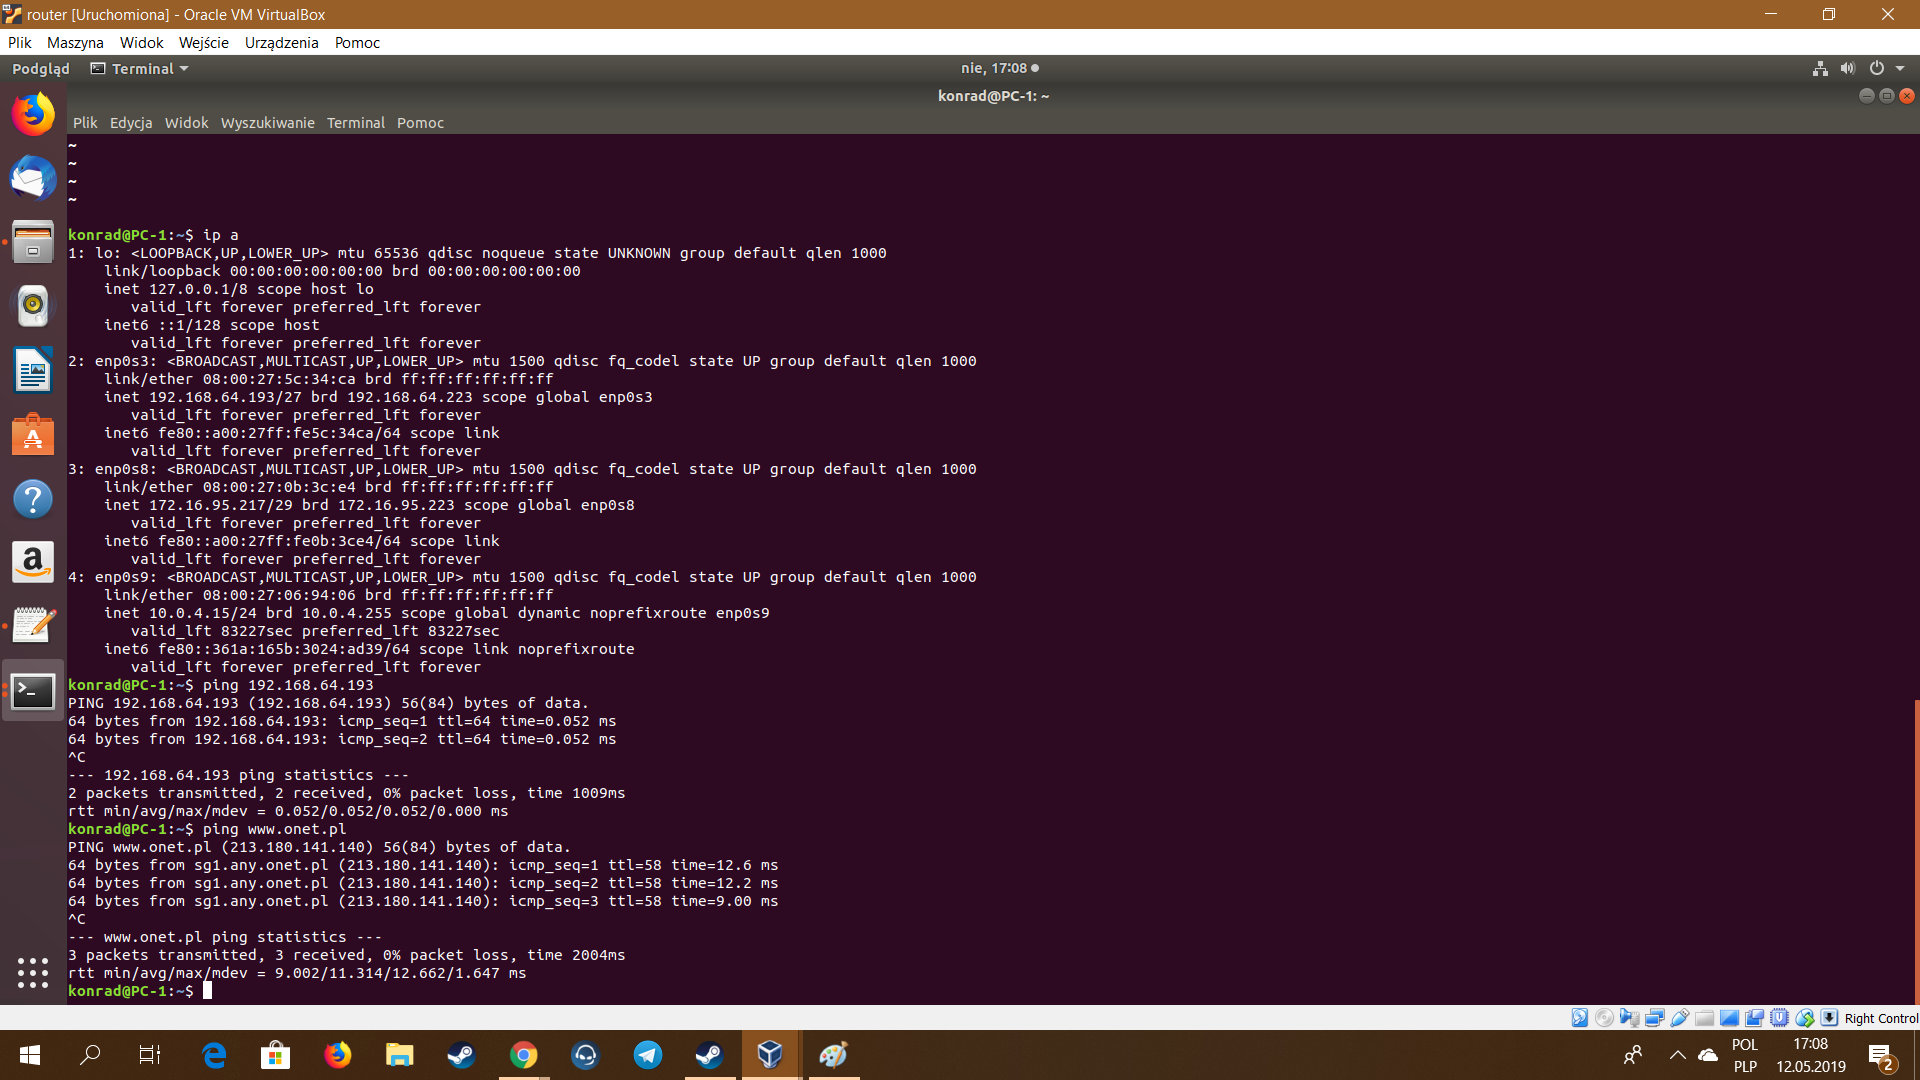 router [Uruchomiona] - Oracle VM VirtualBox
Plik Maszyna Widok Wejście Urządzenia Pomoc
Podgląd Terminal nie, 17:08
konrad@PC-1: ~
Plik Edycja Widok Wyszukiwanie Terminal Pomoc
~
~
~
~
konrad@PC-1:~$ ip a
1: lo: <LOOPBACK,UP,LOWER_UP> mtu 65536 qdisc noqueue state UNKNOWN group default qlen 1000
    link/loopback 00:00:00:00:00:00 brd 00:00:00:00:00:00
    inet 127.0.0.1/8 scope host lo
       valid_lft forever preferred_lft forever
    inet6 ::1/128 scope host
       valid_lft forever preferred_lft forever
2: enp0s3: <BROADCAST,MULTICAST,UP,LOWER_UP> mtu 1500 qdisc fq_codel state UP group default qlen 1000
    link/ether 08:00:27:5c:34:ca brd ff:ff:ff:ff:ff:ff
    inet 192.168.64.193/27 brd 192.168.64.223 scope global enp0s3
       valid_lft forever preferred_lft forever
    inet6 fe80::a00:27ff:fe5c:34ca/64 scope link
       valid_lft forever preferred_lft forever
3: enp0s8: <BROADCAST,MULTICAST,UP,LOWER_UP> mtu 1500 qdisc fq_codel state UP group default qlen 1000
    link/ether 08:00:27:0b:3c:e4 brd ff:ff:ff:ff:ff:ff
    inet 172.16.95.217/29 brd 172.16.95.223 scope global enp0s8
       valid_lft forever preferred_lft forever
    inet6 fe80::a00:27ff:fe0b:3ce4/64 scope link
       valid_lft forever preferred_lft forever
4: enp0s9: <BROADCAST,MULTICAST,UP,LOWER_UP> mtu 1500 qdisc fq_codel state UP group default qlen 1000
    link/ether 08:00:27:06:94:06 brd ff:ff:ff:ff:ff:ff
    inet 10.0.4.15/24 brd 10.0.4.255 scope global dynamic noprefixroute enp0s9
       valid_lft 83227sec preferred_lft 83227sec
    inet6 fe80::361a:165b:3024:ad39/64 scope link noprefixroute
       valid_lft forever preferred_lft forever
konrad@PC-1:~$ ping 192.168.64.193
PING 192.168.64.193 (192.168.64.193) 56(84) bytes of data.
64 bytes from 192.168.64.193: icmp_seq=1 ttl=64 time=0.052 ms
64 bytes from 192.168.64.193: icmp_seq=2 ttl=64 time=0.052 ms
^C
--- 192.168.64.193 ping statistics ---
2 packets transmitted, 2 received, 0% packet loss, time 1009ms
rtt min/avg/max/mdev = 0.052/0.052/0.052/0.000 ms
konrad@PC-1:~$ ping www.onet.pl
PING www.onet.pl (213.180.141.140) 56(84) bytes of data.
64 bytes from sg1.any.onet.pl (213.180.141.140): icmp_seq=1 ttl=58 time=12.6 ms
64 bytes from sg1.any.onet.pl (213.180.141.140): icmp_seq=2 ttl=58 time=12.2 ms
64 bytes from sg1.any.onet.pl (213.180.141.140): icmp_seq=3 ttl=58 time=9.00 ms
^C
--- www.onet.pl ping statistics ---
3 packets transmitted, 3 received, 0% packet loss, time 2004ms
rtt min/avg/max/mdev = 9.002/11.314/12.662/1.647 ms
konrad@PC-1:~$
Right Control
POL 17:08
PLP 12.05.2019 2